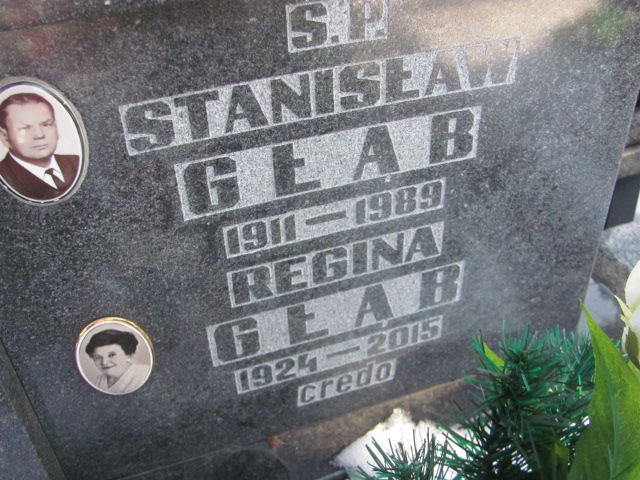 Ś.P.
STANISŁAW
GŁĄB
1911–1989
REGINA
GŁĄB
1924–2015
credo